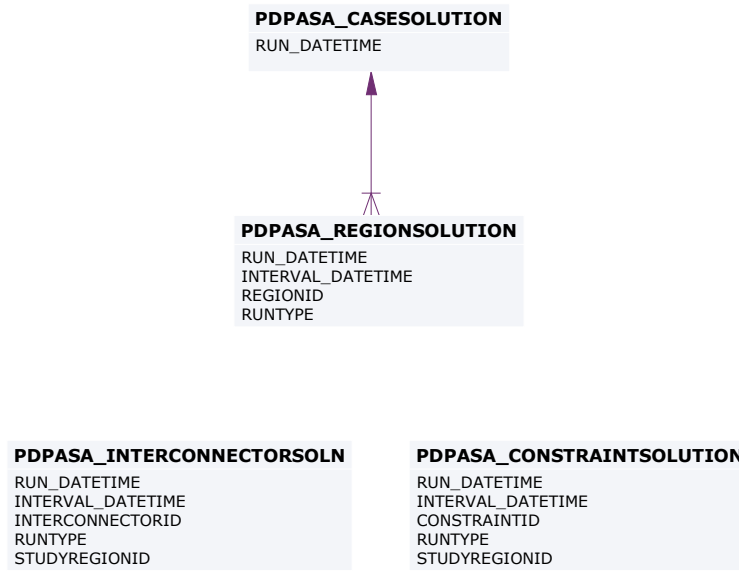 PDPASA_CASESOLUTION
RUN_DATETIME
PDPASA_REGIONSOLUTION
RUN_DATETIME
INTERVAL_DATETIME
REGIONID
RUNTYPE
PDPASA_INTERCONNECTORSOLN
RUN_DATETIME
INTERVAL_DATETIME
INTERCONNECTORID
RUNTYPE
STUDYREGIONID
PDPASA_CONSTRAINTSOLUTION
RUN_DATETIME
INTERVAL_DATETIME
CONSTRAINTID
RUNTYPE
STUDYREGIONID